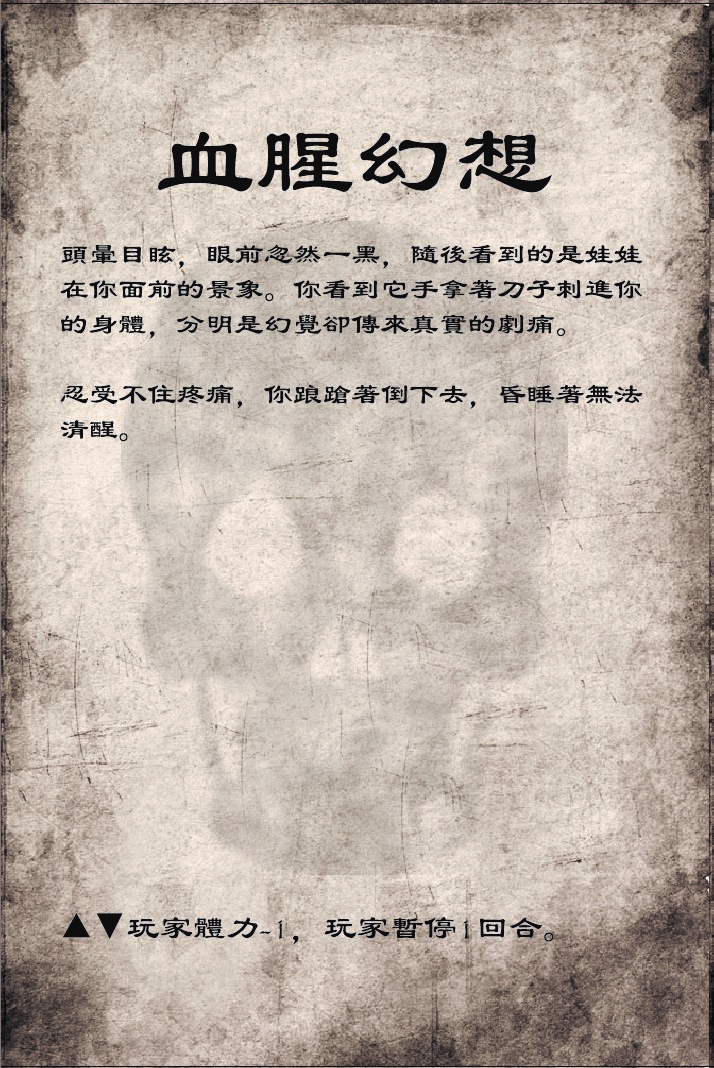 血腥幻想
頭暈目眩，眼前忽然一黑，隨後看到的是娃娃
在你面前的景象。你看到它手拿著刀子刺進你
的身體，分明是幻覺卻傳來真實的劇痛。
忍受不住疼痛，你踉蹌著倒下去，昏睡著無法
清醒。
▲▼玩家體力-1，玩家暫停1回合。